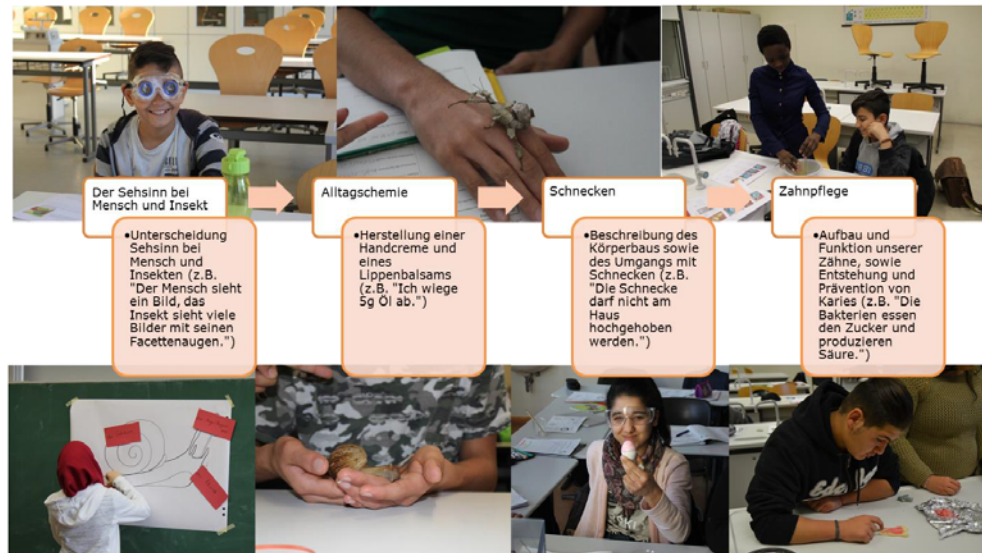 Der Sehsinn bei
Mensch und Insekt
Alltagschemie
Schnecken
Zahnpflege
•Unterscheidung
Sehsinn bei
Mensch und
Insekten (z.B.
"Der Mensch sieht
ein Bild, das
Insekt sieht viele
Bilder mit seinen
Facettenaugen.")
•Herstellung einer
Handcreme und
eines
Lippenbalsams
(z.B. "Ich wiege
5g Öl ab.")
•Beschreibung des
Körperbaus sowie
des Umgangs mit
Schnecken (z.B.
"Die Schnecke
darf nicht am
Haus
hochgehoben
werden.")
•Aufbau und
Funktion unserer
Zähne, sowie
Entstehung und
Prävention von
Karies (z.B. "Die
Bakterien essen
den Zucker und
produzieren
Säure.")